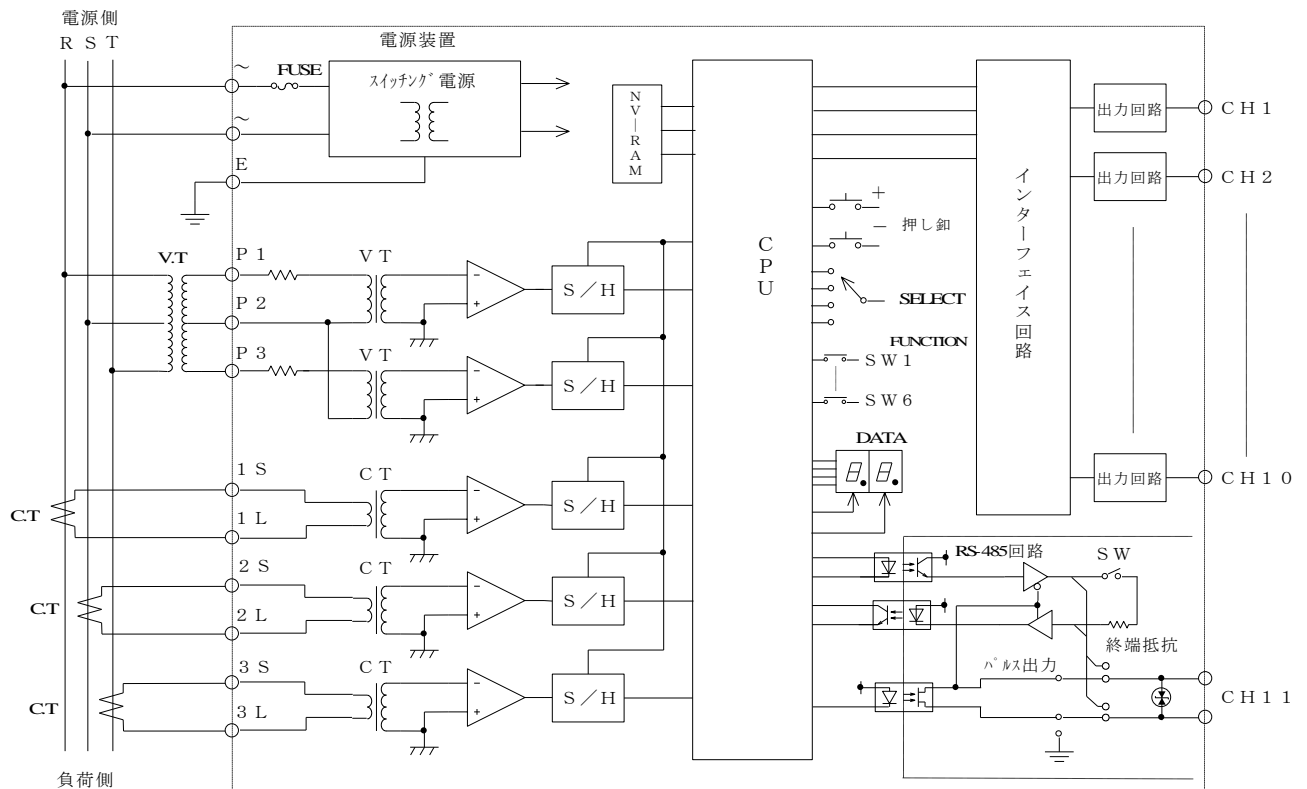 電源側
R S T
電源装置
~
FUSE
スイッチング電源
~
E
NV-RAM
CPU
インターフェイス回路
出力回路
CH1
出力回路
CH2
出力回路
CH10
+
- 押し釦
SELECT
FUNCTION
SW1
SW6
DATA
8. 8.
V.T
P1
VT
-
+
S/H
P2
P3
VT
-
+
S/H
C.T
1S
CT
-
+
S/H
1L
C.T
2S
CT
-
+
S/H
2L
C.T
3S
CT
-
+
S/H
3L
RS-485回路
SW
終端抵抗
パルス出力
CH11
負荷側